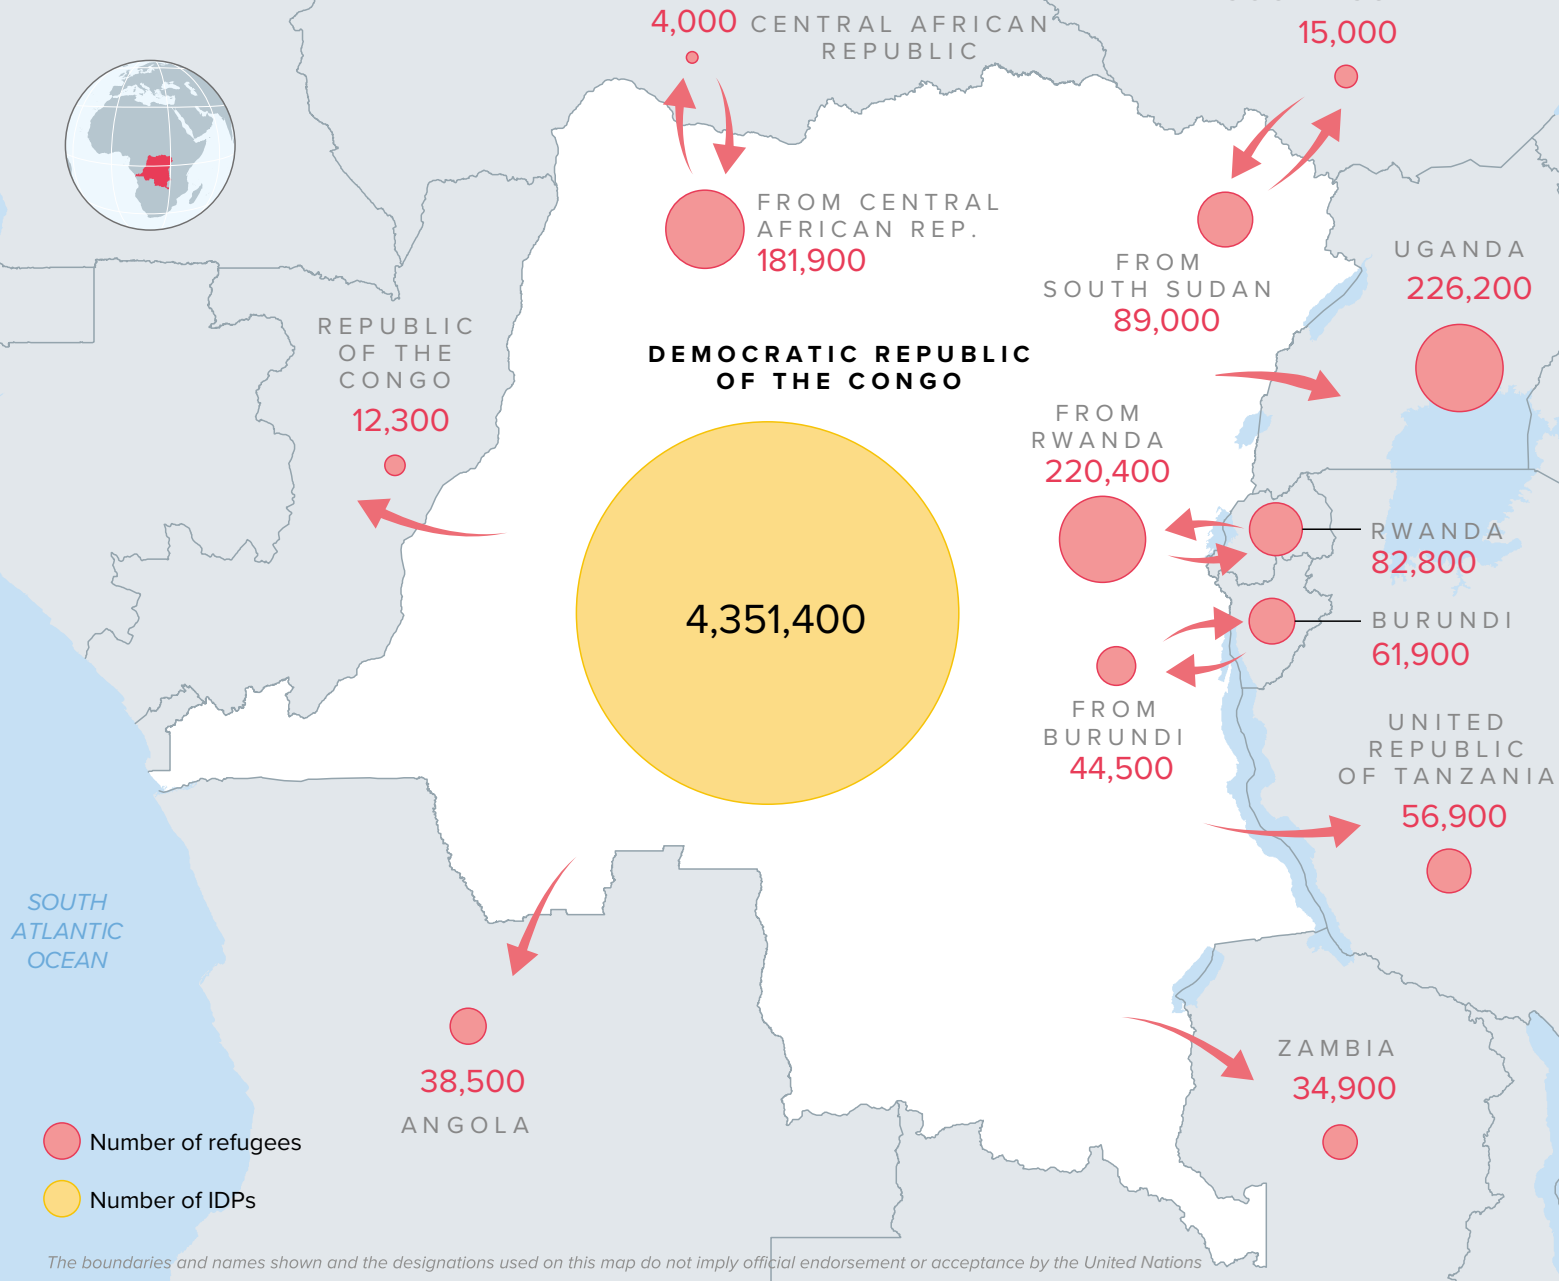 4,000
CENTRAL AFRICAN
REPUBLIC
15,000
FROM CENTRAL
AFRICAN REP.
181,900
FROM
SOUTH SUDAN
89,000
UGANDA
226,200
REPUBLIC
OF THE
CONGO
12,300
DEMOCRATIC REPUBLIC
OF THE CONGO
4,351,400
FROM
RWANDA
220,400
RWANDA
82,800
BURUNDI
61,900
FROM
BURUNDI
44,500
UNITED
REPUBLIC
OF TANZANIA
56,900
SOUTH
ATLANTIC
OCEAN
38,500
ANGOLA
ZAMBIA
34,900
Number of refugees
Number of IDPs
The boundaries and names shown and the designations used on this map do not imply official endorsement or acceptance by the United Nations